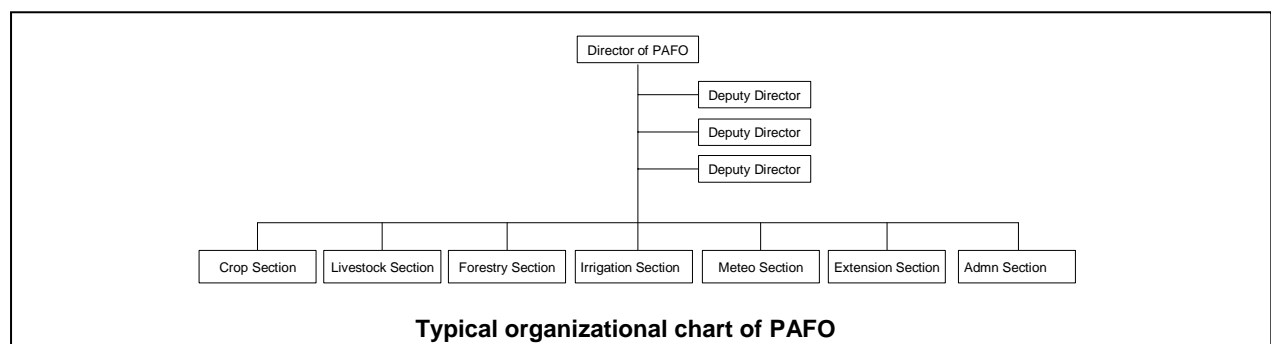 Director of PAFO
Deputy Director
Deputy Director
Deputy Director
Crop Section
Livestock Section
Forestry Section
Irrigation Section
Meteo Section
Extension Section
Admn Section
Typical organizational chart of PAFO